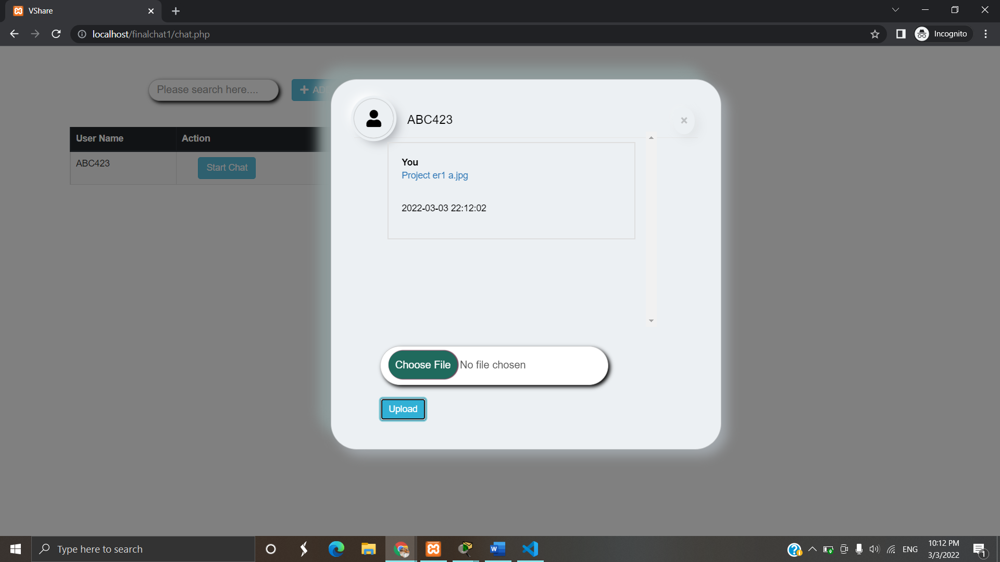 VShare
localhost/finalchat1/chat.php
Incognito
Please search here....
User Name
Action
ABC423
Start Chat
ABC423
You
Project er1 a.jpg
2022-03-03 22:12:02
Choose File No file chosen
Upload
Type here to search
ENG
10:12 PM
3/3/2022
1